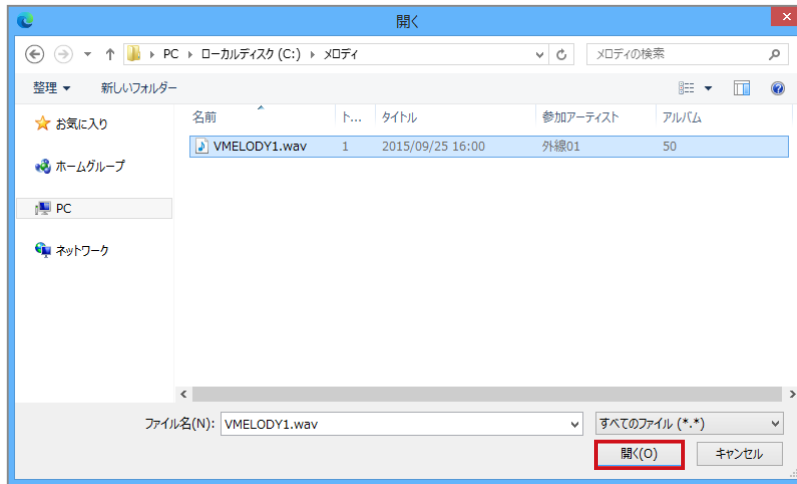 開く
PC ローカルディスク (C:) メロディ メロディの検索
整理 新しいフォルダー
お気に入り
ホームグループ
PC
ネットワーク
名前 ト... タイトル 参加アーティスト アルバム
VMELODY1.wav 1 2015/09/25 16:00 外線01 50
ファイル名(N): VMELODY1.wav すべてのファイル (*.*)
開く(O) キャンセル